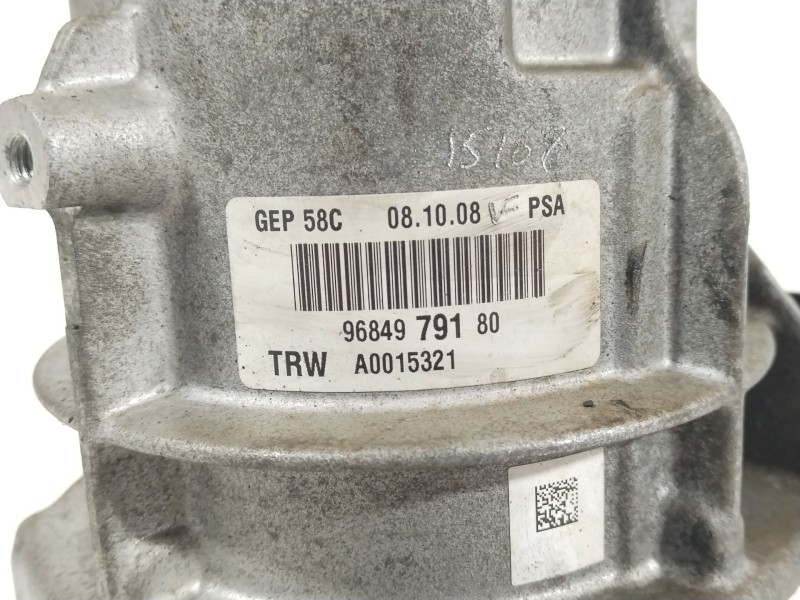 GEP 58C 08.10.08 PSA
96849 791 80
TRW A0015321